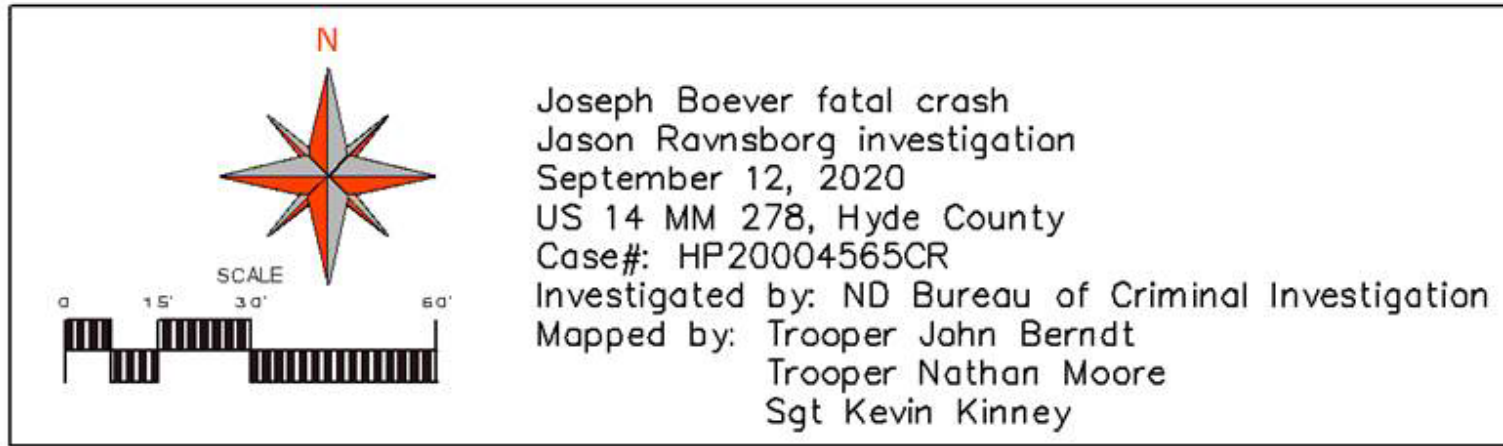 N
SCALE
0 15' 30' 60'
Joseph Boever fatal crash
Jason Ravnsborg investigation
September 12, 2020
US 14 MM 278, Hyde County
Case#: HP20004565CR
Investigated by: ND Bureau of Criminal Investigation
Mapped by: Trooper John Berndt
Trooper Nathan Moore
Sgt Kevin Kinney